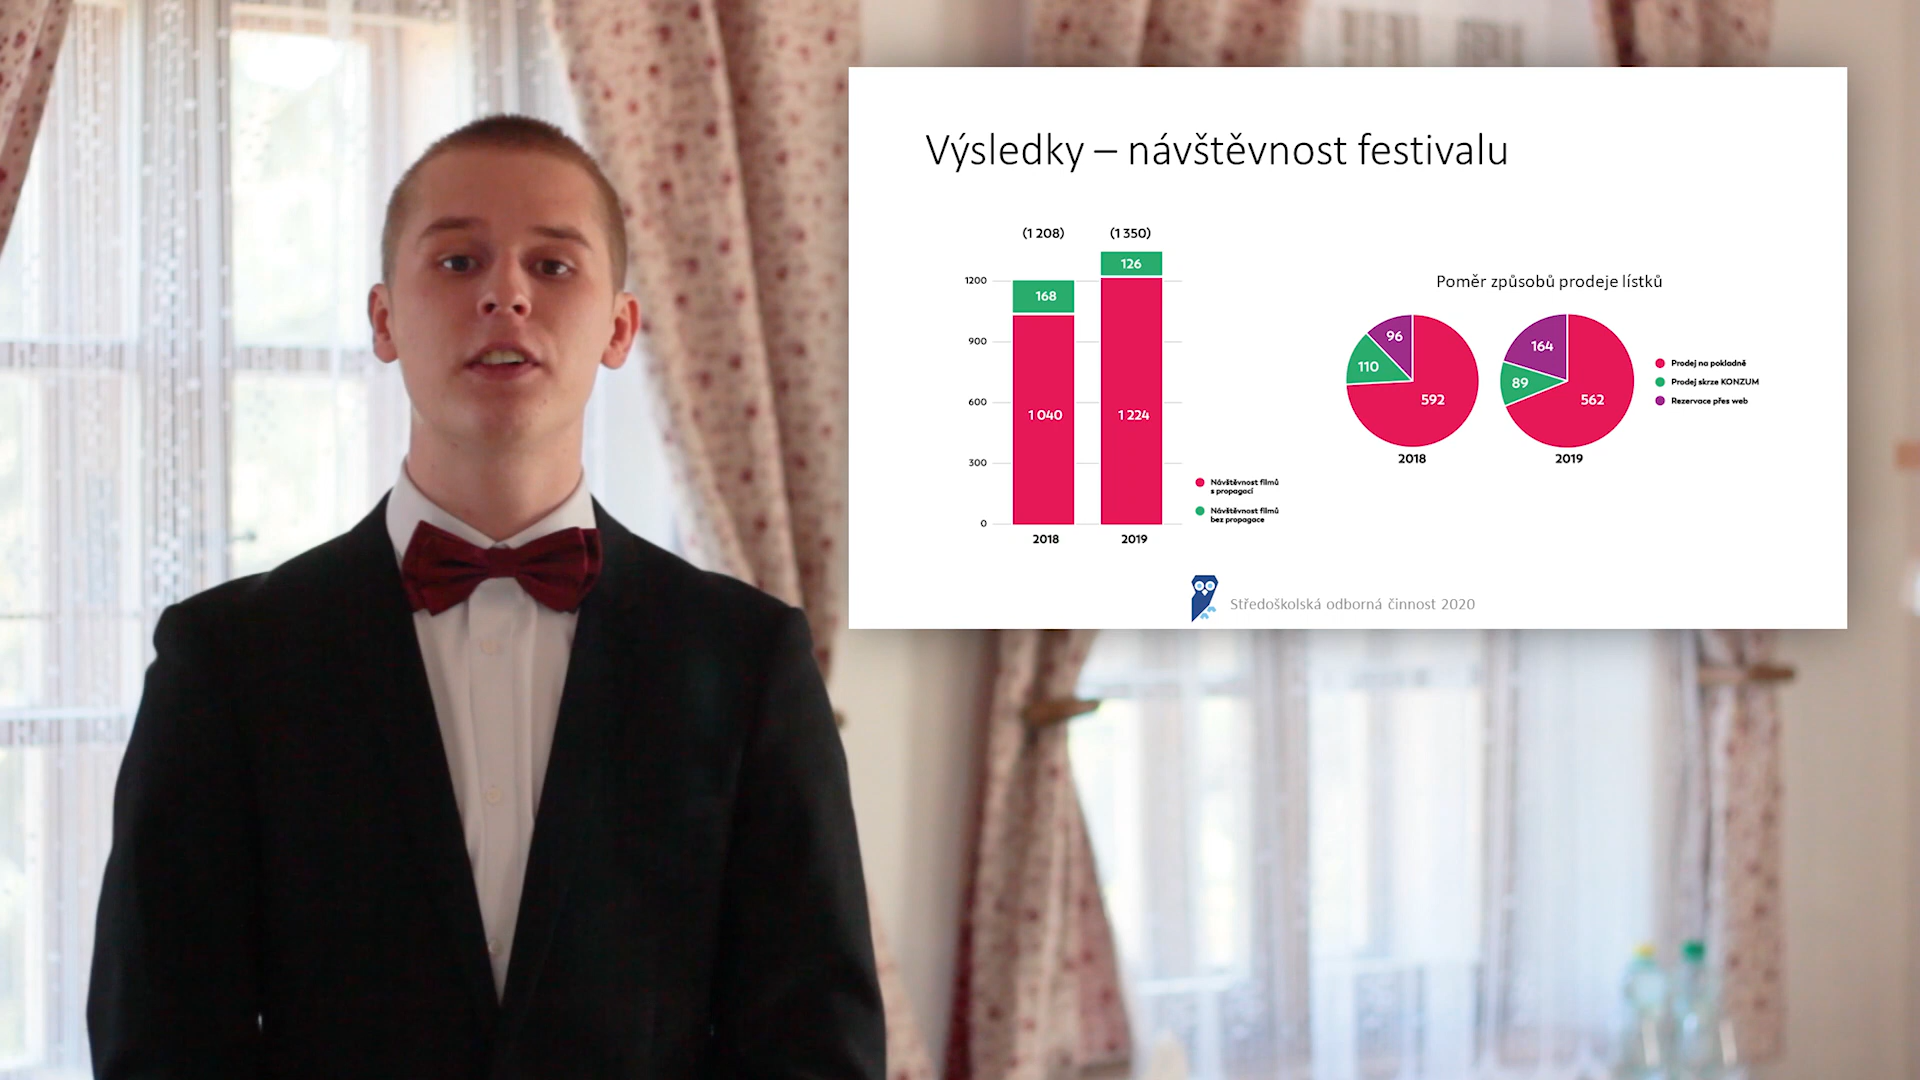 Výsledky – návštěvnost festivalu
(1 208)
(1 350)
1200
900
600
300
0
168
126
1 040
1 224
2018
2019
Návštěvnost filmů
s propagací
Návštěvnost filmů
bez propagace
Poměr způsobů prodeje lístků
96
110
592
2018
164
89
562
2019
Prodej na pokladně
Prodej skrze KONZUM
Rezervace přes web
Středoškolská odborná činnost 2020